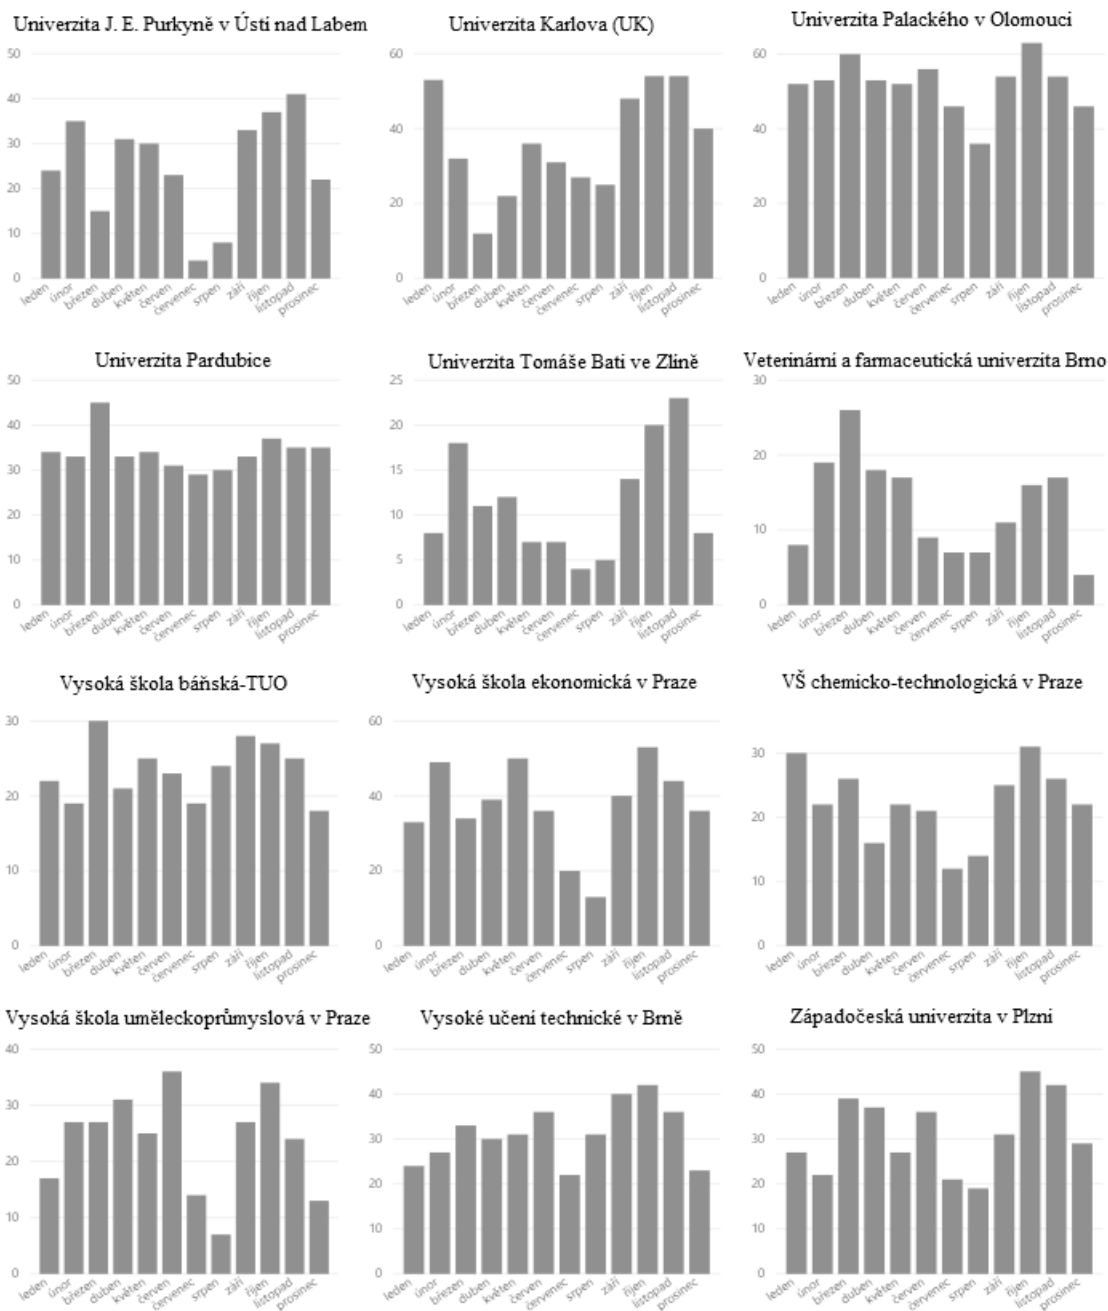 Univerzita J. E. Purkyně v Ústí nad Labem
50
40
30
20
10
0
leden
únor
březen
duben
květen
červen
červenec
srpen
září
říjen
listopad
prosinec
Univerzita Karlova (UK)
60
40
20
0
leden
únor
březen
duben
květen
červen
červenec
srpen
září
říjen
listopad
prosinec
Univerzita Palackého v Olomouci
60
40
20
0
leden
únor
březen
duben
květen
červen
červenec
srpen
září
říjen
listopad
prosinec
Univerzita Pardubice
50
40
30
20
10
0
leden
únor
březen
duben
květen
červen
červenec
srpen
září
říjen
listopad
prosinec
Univerzita Tomáše Bati ve Zlíně
25
20
15
10
5
0
leden
únor
březen
duben
květen
červen
červenec
srpen
září
říjen
listopad
prosinec
Veterinární a farmaceutická univerzita Brno
30
20
10
0
leden
únor
březen
duben
květen
červen
červenec
srpen
září
říjen
listopad
prosinec
Vysoká škola báňská-TUO
30
20
10
0
leden
únor
březen
duben
květen
červen
červenec
srpen
září
říjen
listopad
prosinec
Vysoká škola ekonomická v Praze
60
40
20
0
leden
únor
březen
duben
květen
červen
červenec
srpen
září
říjen
listopad
prosinec
VŠ chemicko-technologická v Praze
30
20
10
0
leden
únor
březen
duben
květen
červen
červenec
srpen
září
říjen
listopad
prosinec
Vysoká škola uměleckoprůmyslová v Praze
40
30
20
10
0
leden
únor
březen
duben
květen
červen
červenec
srpen
září
říjen
listopad
prosinec
Vysoké učení technické v Brně
50
40
30
20
10
0
leden
únor
březen
duben
květen
červen
červenec
srpen
září
říjen
listopad
prosinec
Západočeská univerzita v Plzni
50
40
30
20
10
0
leden
únor
březen
duben
květen
červen
červenec
srpen
září
říjen
listopad
prosinec